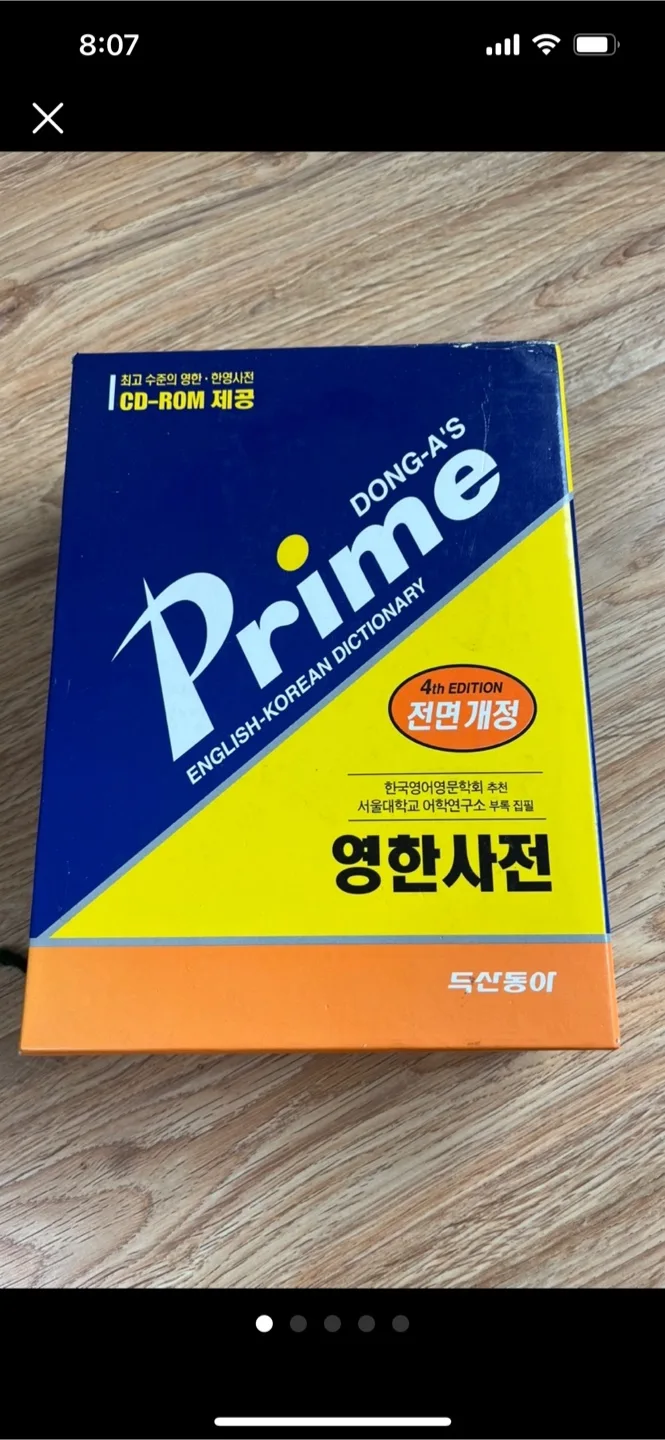 8:07
최고 수준의 영한·한영사전
CD-ROM 제공
DONG-A'S
Prime
ENGLISH-KOREAN DICTIONARY
4th EDITION
전면 개정
한국영어영문학회 추천
서울대학교 어학연구소 부록 집필
영한사전
두산동아